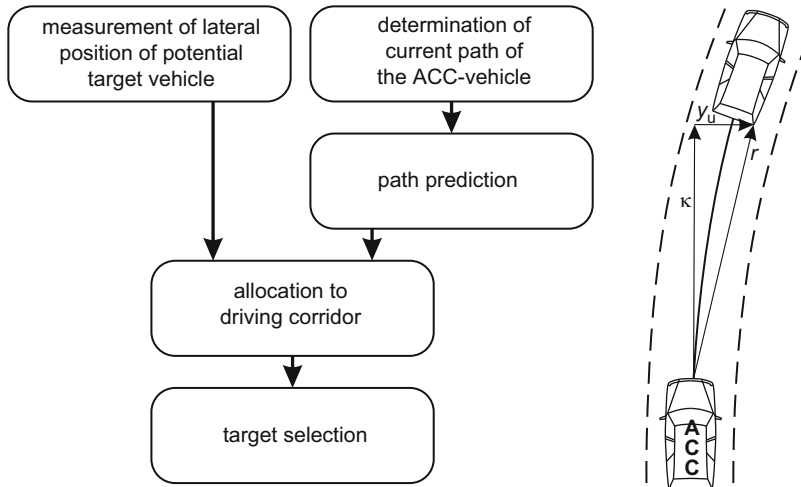 measurement of lateral
position of potential
target vehicle
determination of
current path of
the ACC-vehicle
path prediction
allocation to
driving corridor
target selection
yu
r
κ
A
C
C